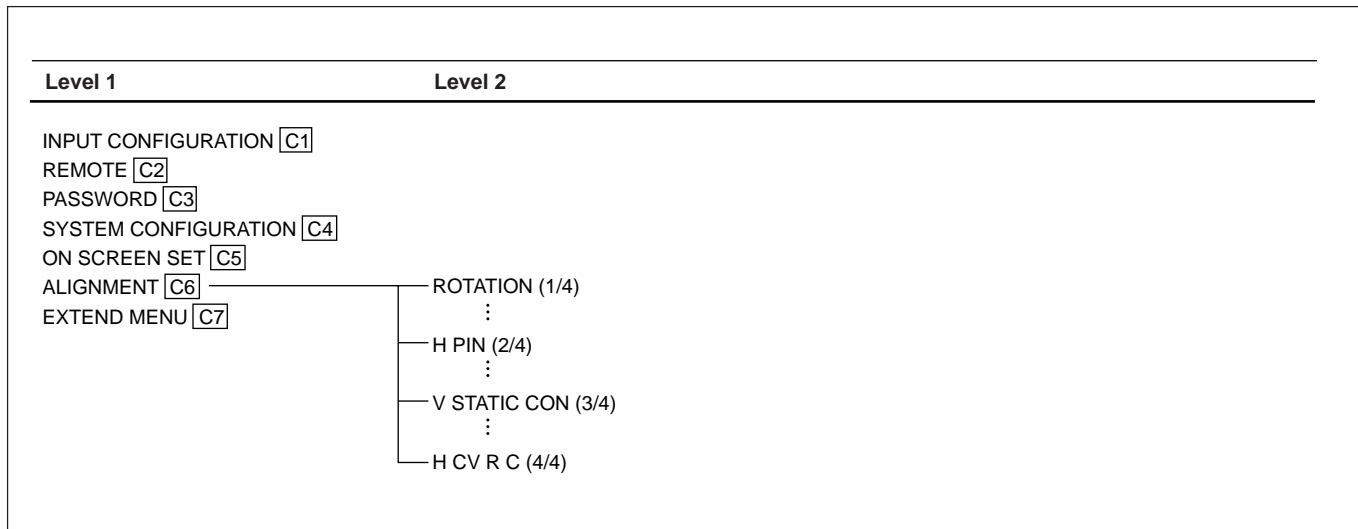 Level 1 Level 2
INPUT CONFIGURATION C1
REMOTE C2
PASSWORD C3
SYSTEM CONFIGURATION C4
ON SCREEN SET C5
ALIGNMENT C6 ROTATION (1/4)
EXTEND MENU C7
H PIN (2/4)
V STATIC CON (3/4)
H CV R C (4/4)